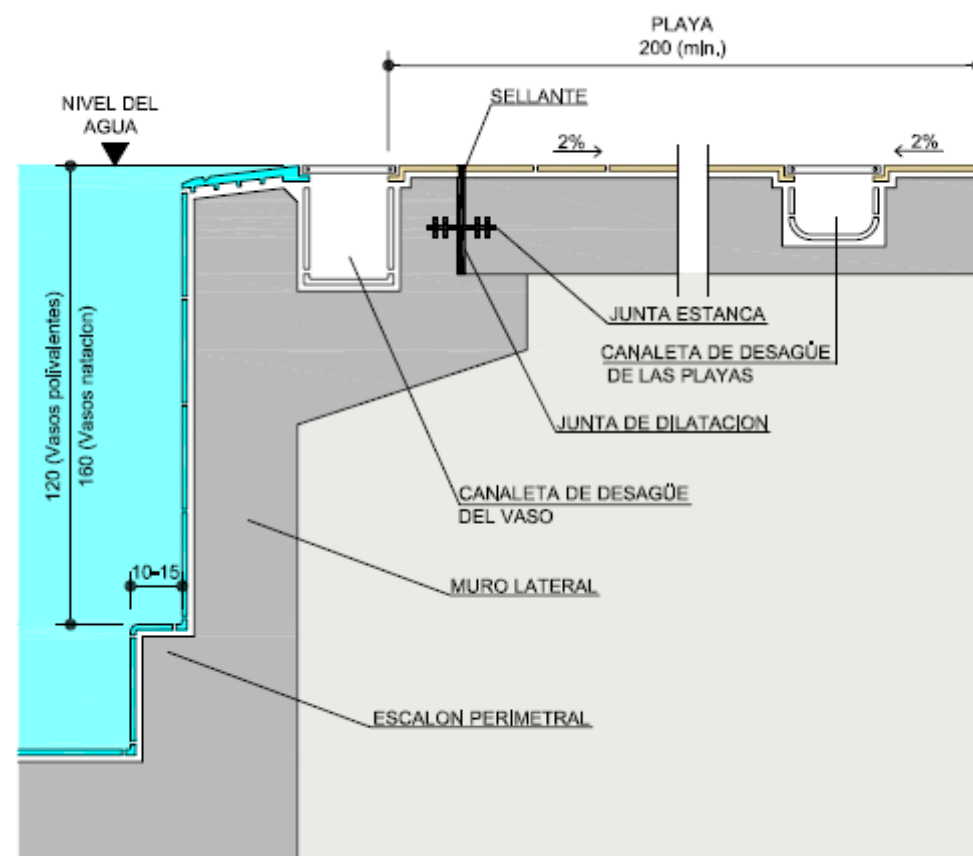 PLAYA
200 (min,)
SELLANTE
NIVEL DEL
AGUA
2%
2%
JUNTA ESTANCA
CANALETA DE DESAGÜE
DE LAS PLAYAS
JUNTA DE DILATACION
120 (Vasos polivalentes)
160 (Vasos natacion)
CANALETA DE DESAGÜE
DEL VASO
10-15
MURO LATERAL
ESCALON PERIMETRAL